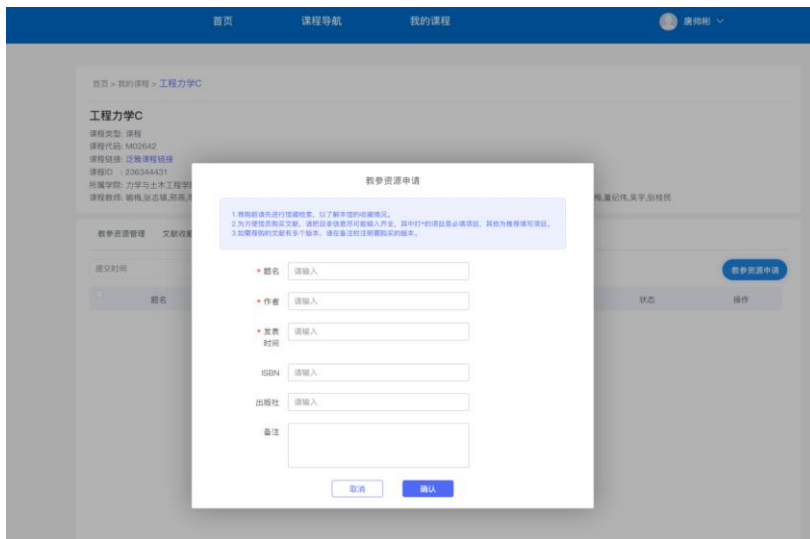 首页 课程导航 我的课程 唐帅彬
首页 > 我的课程 > 工程力学C
工程力学C
课程类型: 课程
课程代码: M02642
课程链接: 泛雅课程链接
课程ID : 236344431
所属学院: 力学与土木工程学院
课程教师: 喻梅,张志镇,邢
梅,董纪伟,吴宇,张桂民
教参资源管理 文献收
提交时间
教参资源申请
题名 状态 操作
教参资源申请
1.荐购前请先进行馆藏检索，以了解本馆的收藏情况。
2.为方便馆员购买文献，请把目录信息尽可能输入齐全，其中打*的项目是必填项目，其他为推荐填写项目。
3.如需荐购的文献有多个版本，请在备注栏注明需购买的版本。
* 题名 请输入
* 作者 请输入
* 发表 请输入
时间
ISBN 请输入
出版社 请输入
备注
取消 确认